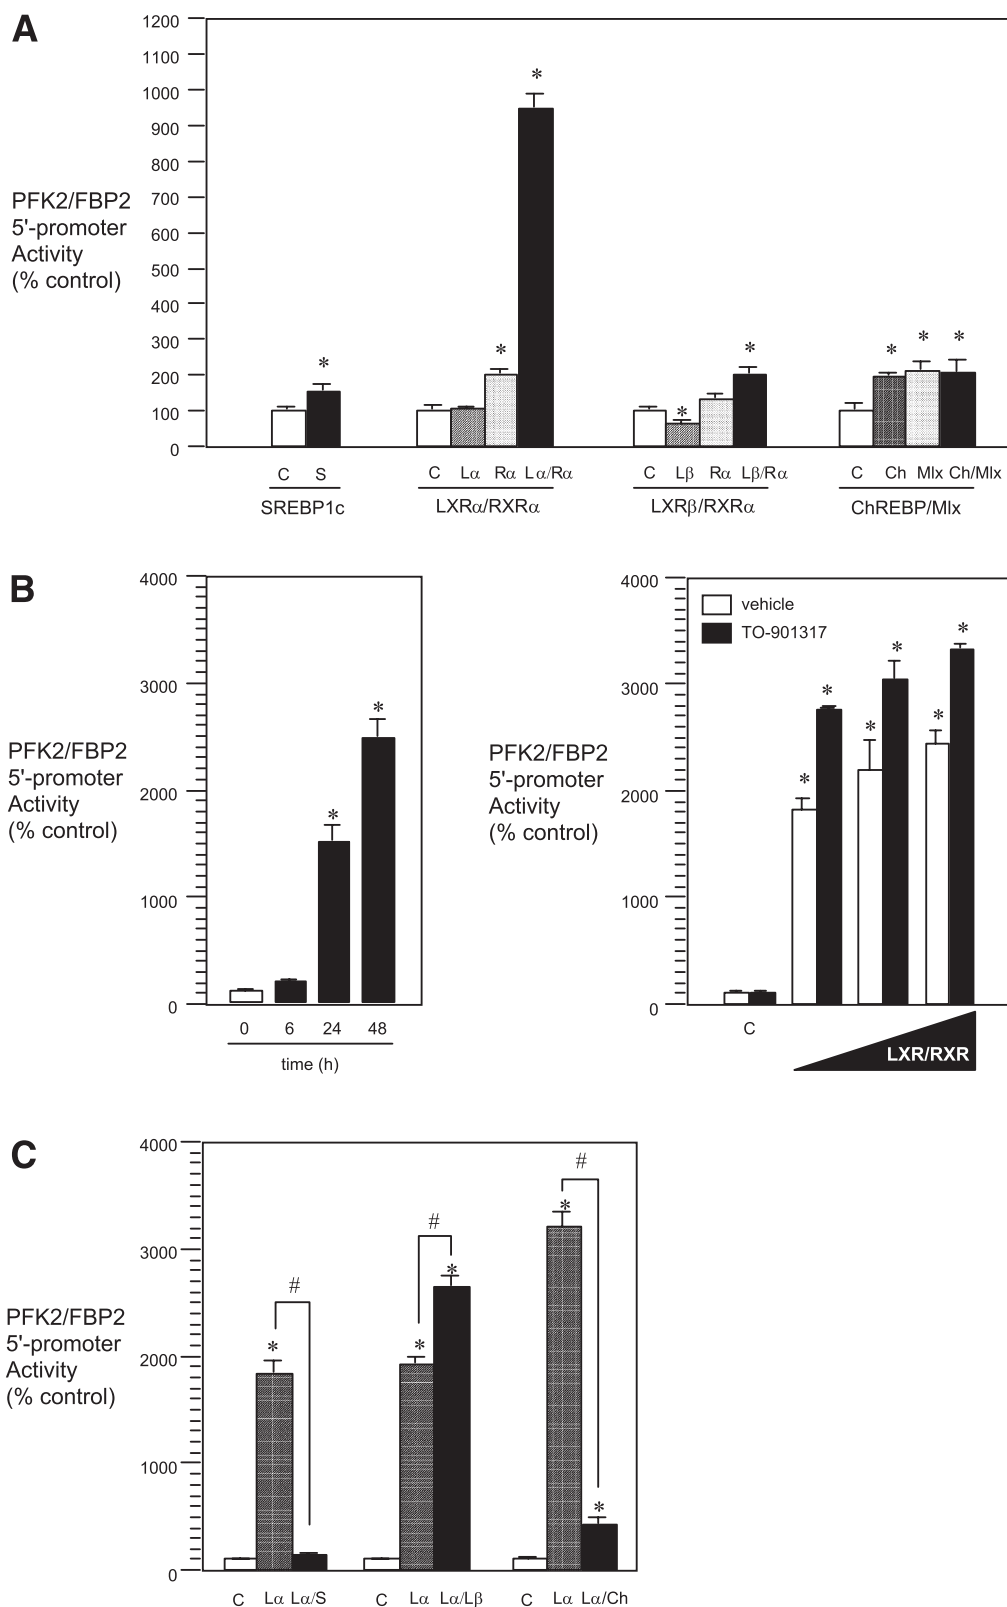 A
1200
1100
1000
900
800
700
600
500
400
300
200
100
0
PFK2/FBP2
5'-promoter
Activity
(% control)
*
*
*
*
*
*
*
*
C S
C Lα Rα Lα/Rα
C Lβ Rα Lβ/Rα
C Ch Mlx Ch/Mlx
SREBP1c
LXRα/RXRα
LXRβ/RXRα
ChREBP/Mlx
B
4000
3000
2000
1000
0
PFK2/FBP2
5'-promoter
Activity
(% control)
*
*
0 6 24 48
time (h)
4000
3000
2000
1000
0
PFK2/FBP2
5'-promoter
Activity
(% control)
vehicle
TO-901317
*
*
*
*
*
*
C
LXR/RXR
C
4000
3000
2000
1000
0
PFK2/FBP2
5'-promoter
Activity
(% control)
#
*
#
*
*
#
*
*
C Lα Lα/S
C Lα Lα/Lβ
C Lα Lα/Ch